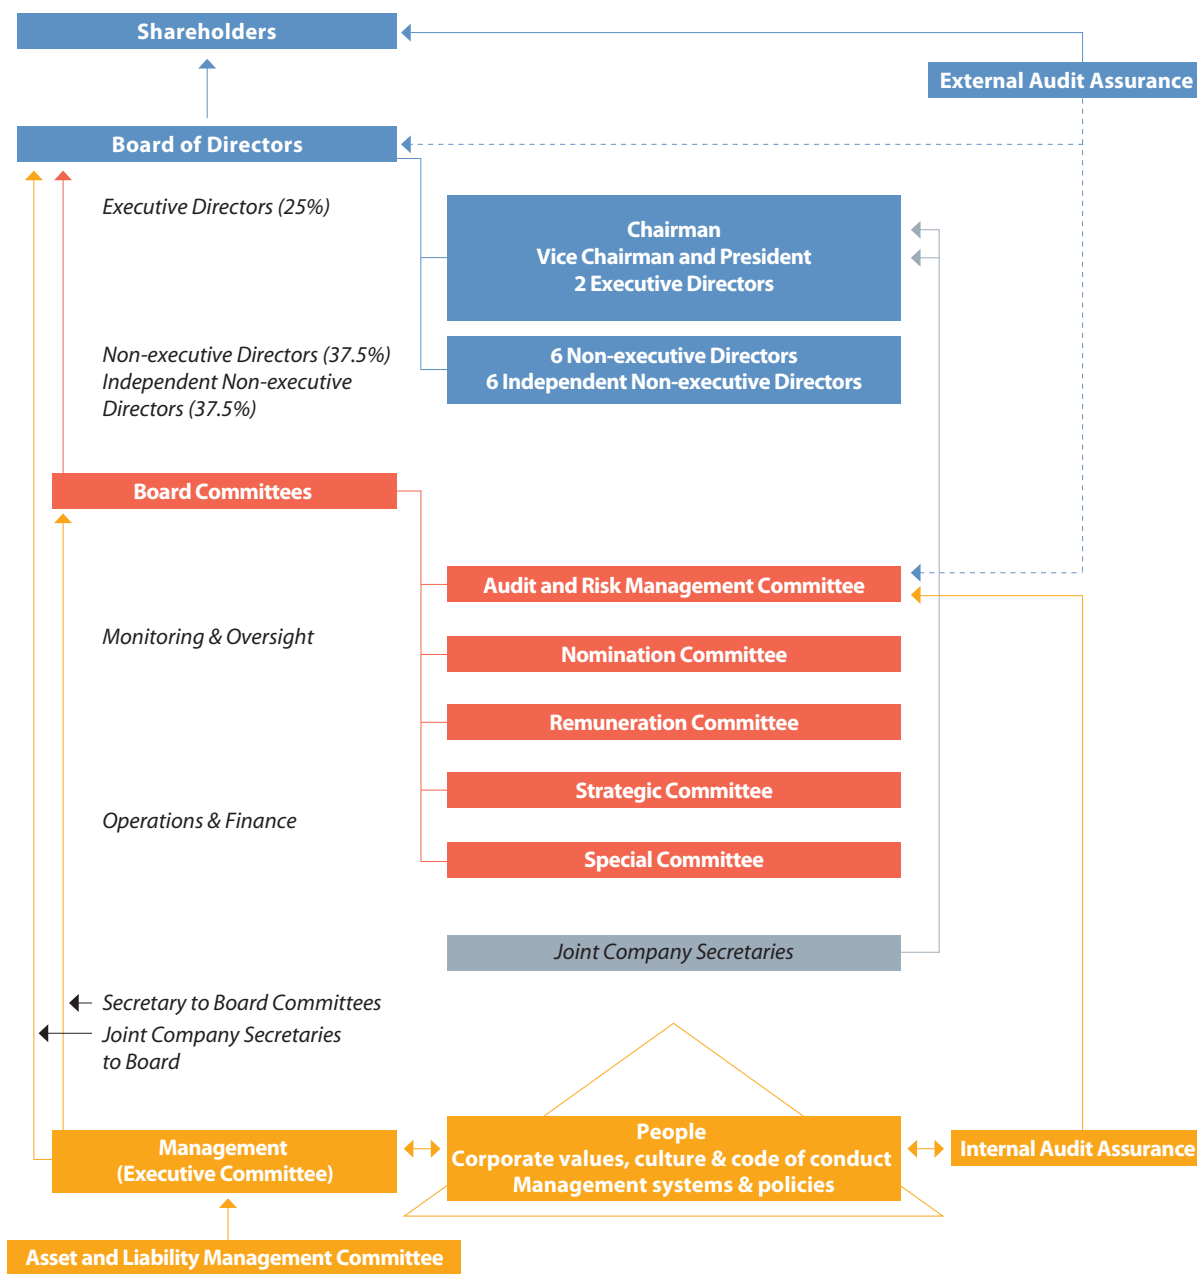 Shareholders
External Audit Assurance
Board of Directors
Executive Directors (25%)
Chairman
Vice Chairman and President
2 Executive Directors
Non-executive Directors (37.5%)
Independent Non-executive
Directors (37.5%)
6 Non-executive Directors
6 Independent Non-executive Directors
Board Committees
Audit and Risk Management Committee
Monitoring & Oversight
Nomination Committee
Remuneration Committee
Strategic Committee
Operations & Finance
Special Committee
Joint Company Secretaries
Secretary to Board Committees
Joint Company Secretaries
to Board
Management
(Executive Committee)
People
Corporate values, culture & code of conduct
Management systems & policies
Internal Audit Assurance
Asset and Liability Management Committee